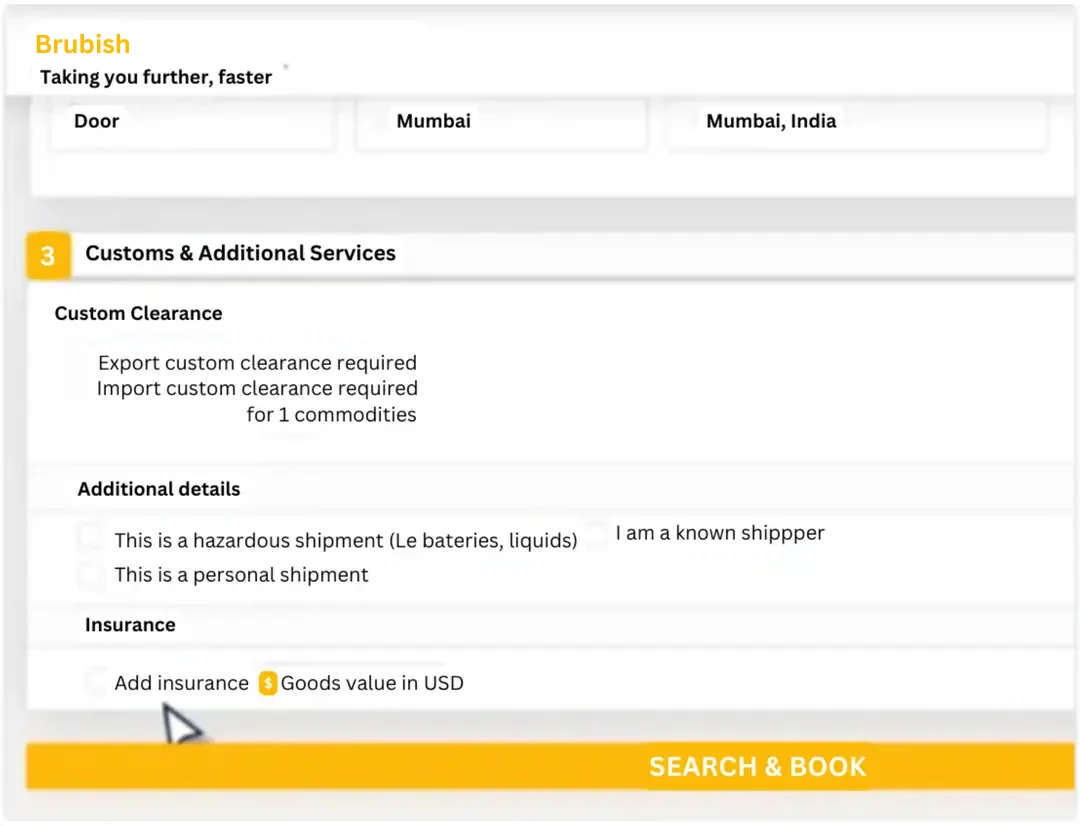 Brubish
Taking you further, faster
Door Mumbai Mumbai, India
3 Customs & Additional Services
Custom Clearance
Export custom clearance required
Import custom clearance required
for 1 commodities
Additional details
This is a hazardous shipment (Le bateries, liquids) I am a known shippper
This is a personal shipment
Insurance
Add insurance $ Goods value in USD
SEARCH & BOOK